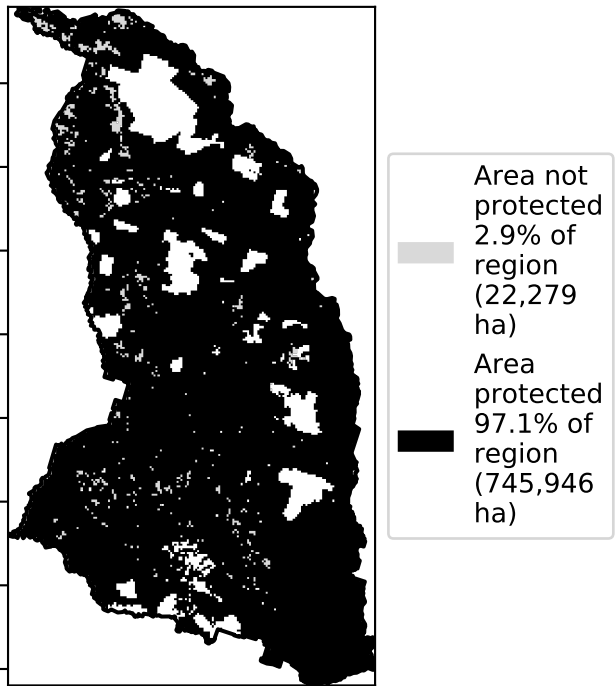 Area not
protected
2.9% of
region
(22,279
ha)
Area
protected
97.1% of
region
(745,946
ha)